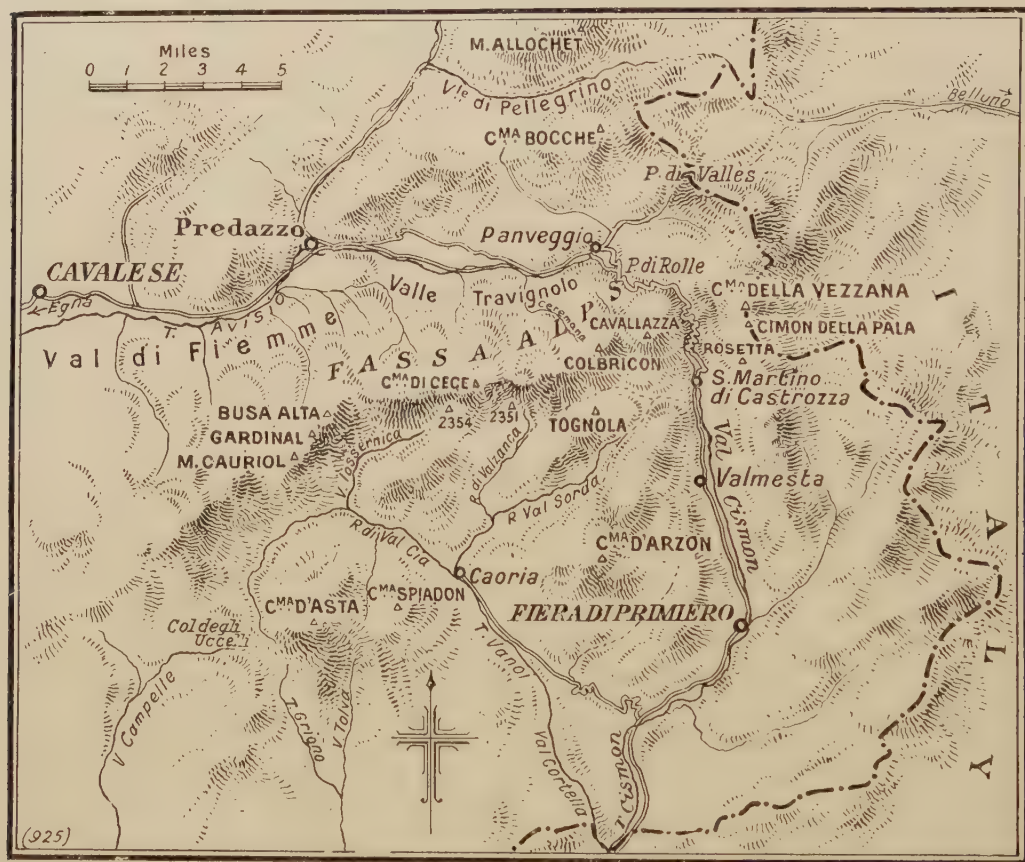 Miles
0 1 2 3 4 5
M. ALLOCHET
Vle di Pellegrino
Belluno
CMA BOCCHE
P. di Valles
Predazzo
Panveggio
P. di Rolle
CAVALESE
← Egna
Valle Travignolo
Ceremana
CMA DELLA VEZZANA
CIMON DELLA PALA
T. AVISIO
Val di Fiemme
FASSA ALPS
CAVALLAZZA
COLBRICON
ROSETTA
S. Martino
di Castrozza
CMA DI CECE
2354
2351
TOGNOLA
BUSA ALTA
GARDINAL
M. CAURIOL
R. di Valzanca
R Val Sorda
Val Cismon
Valmesta
R di Val Cia
CMA D'ARZON
Caoria
CMA D'ASTA
CMA SPIADON
FIERA DI PRIMIERO
Col degli
Uccelli
V. Campelle
T. Grigno
V. Tolva
T. Vanoi
Val Cortella
T. Cismon
ITALY
(925)